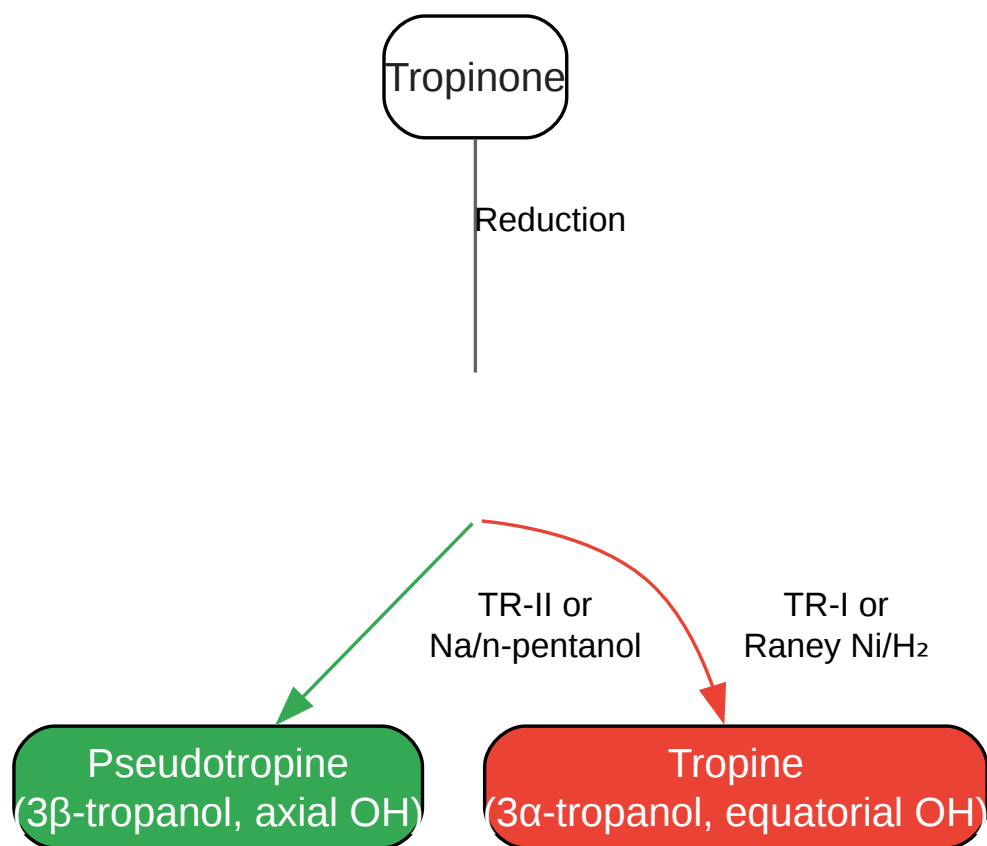 Tropinone
Reduction
TR-II or
Na/n-pentanol
TR-I or
Raney Ni/H₂
Pseudotropine
(3β-tropanol, axial OH)
Tropine
(3α-tropanol, equatorial OH)